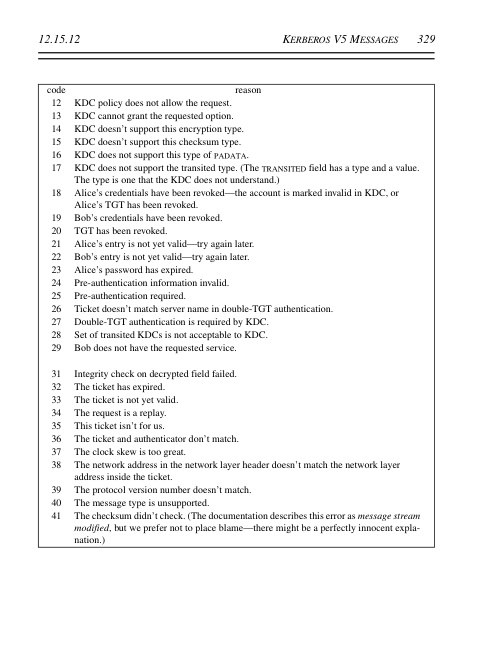 12.15.12 KERBEROS V5 MESSAGES 329
code reason
12 KDC policy does not allow the request.
13 KDC cannot grant the requested option.
14 KDC doesn't support this encryption type.
15 KDC doesn't support this checksum type.
16 KDC does not support this type of PADATA.
17 KDC does not support the transited type. (The TRANSITED field has a type and a value.
The type is one that the KDC does not understand.)
18 Alice's credentials have been revoked—the account is marked invalid in KDC, or
Alice's TGT has been revoked.
19 Bob's credentials have been revoked.
20 TGT has been revoked.
21 Alice's entry is not yet valid—try again later.
22 Bob's entry is not yet valid—try again later.
23 Alice's password has expired.
24 Pre-authentication information invalid.
25 Pre-authentication required.
26 Ticket doesn't match server name in double-TGT authentication.
27 Double-TGT authentication is required by KDC.
28 Set of transited KDCs is not acceptable to KDC.
29 Bob does not have the requested service.
31 Integrity check on decrypted field failed.
32 The ticket has expired.
33 The ticket is not yet valid.
34 The request is a replay.
35 This ticket isn't for us.
36 The ticket and authenticator don't match.
37 The clock skew is too great.
38 The network address in the network layer header doesn't match the network layer
address inside the ticket.
39 The protocol version number doesn't match.
40 The message type is unsupported.
41 The checksum didn't check. (The documentation describes this error as message stream
modified, but we prefer not to place blame—there might be a perfectly innocent expla-
nation.)